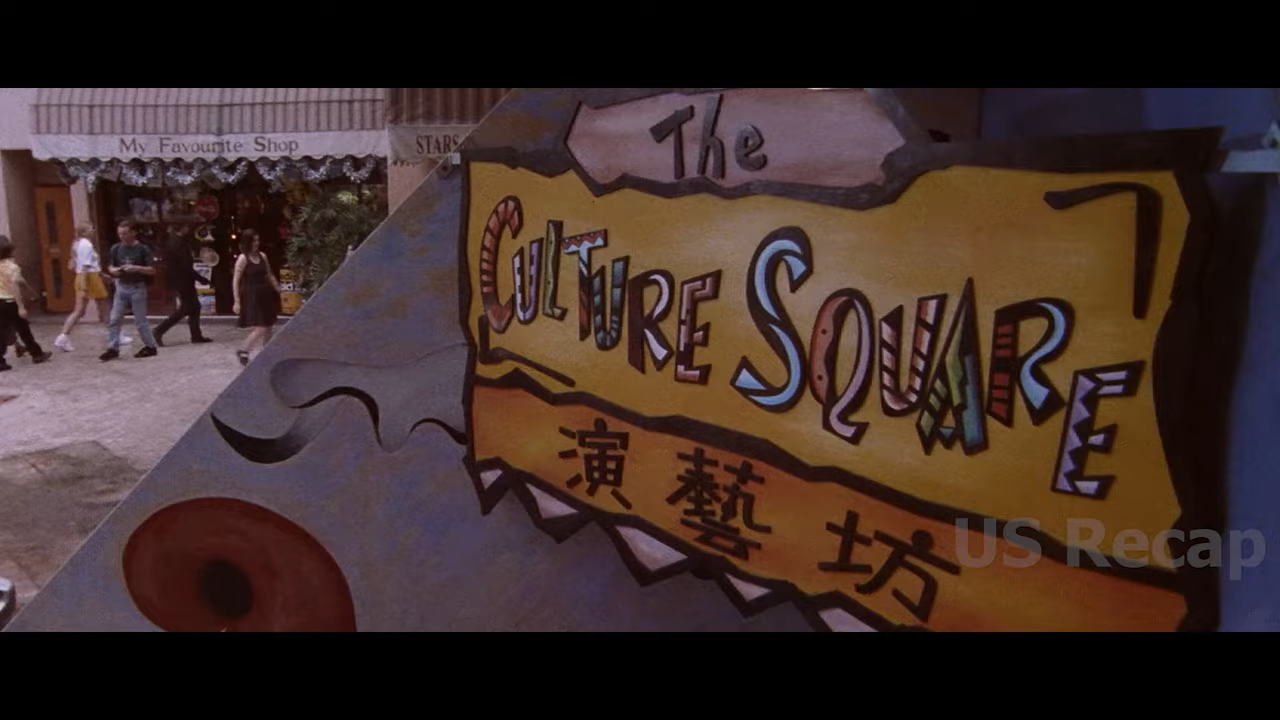 My Favourite Shop
STARS
The
CULTURE SQUARE
演藝坊
US Recap